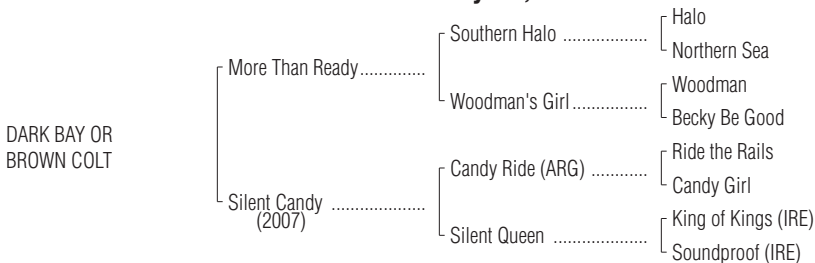 Halo
Southern Halo ..................
Northern Sea
More Than Ready..............
Woodman
Woodman's Girl................
Becky Be Good
DARK BAY OR
BROWN COLT
Ride the Rails
Candy Ride (ARG) ............
Candy Girl
Silent Candy ....................
(2007)
King of Kings (IRE)
Silent Queen ....................
Soundproof (IRE)